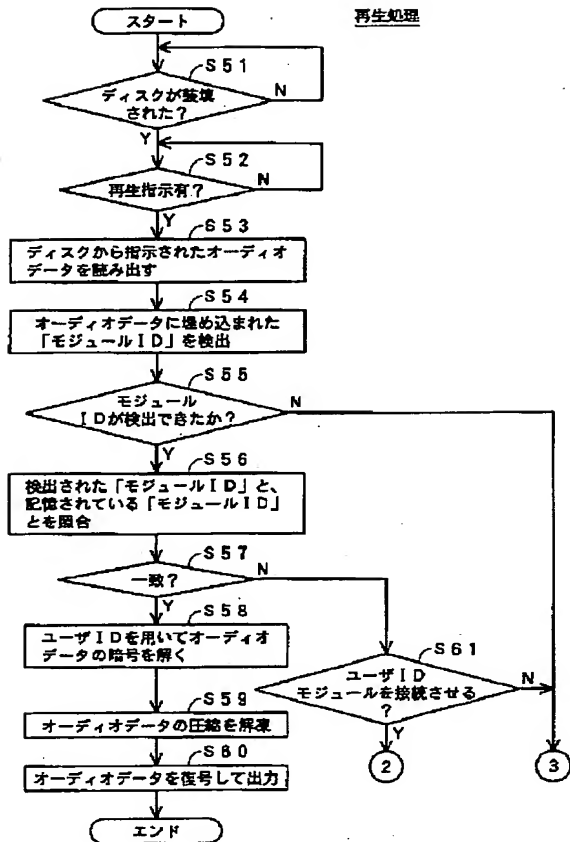 再生処理
スタート
S51
ディスクが装填
された?
N
Y
S52
再生指示有?
N
Y
S53
ディスクから指示されたオーディオ
データを読み出す
S54
オーディオデータに埋め込まれた
「モジュールID」を検出
S55
モジュール
IDが検出できたか?
N
Y
S56
検出された「モジュールID」と、
記憶されている「モジュールID」
とを照合
S57
一致?
N
Y
S58
ユーザIDを用いてオーディオ
データの暗号を解く
S61
ユーザID
モジュールを接続させる
?
N
Y
S59
オーディオデータの圧縮を解凍
S60
オーディオデータを復号して出力
2
3
エンド